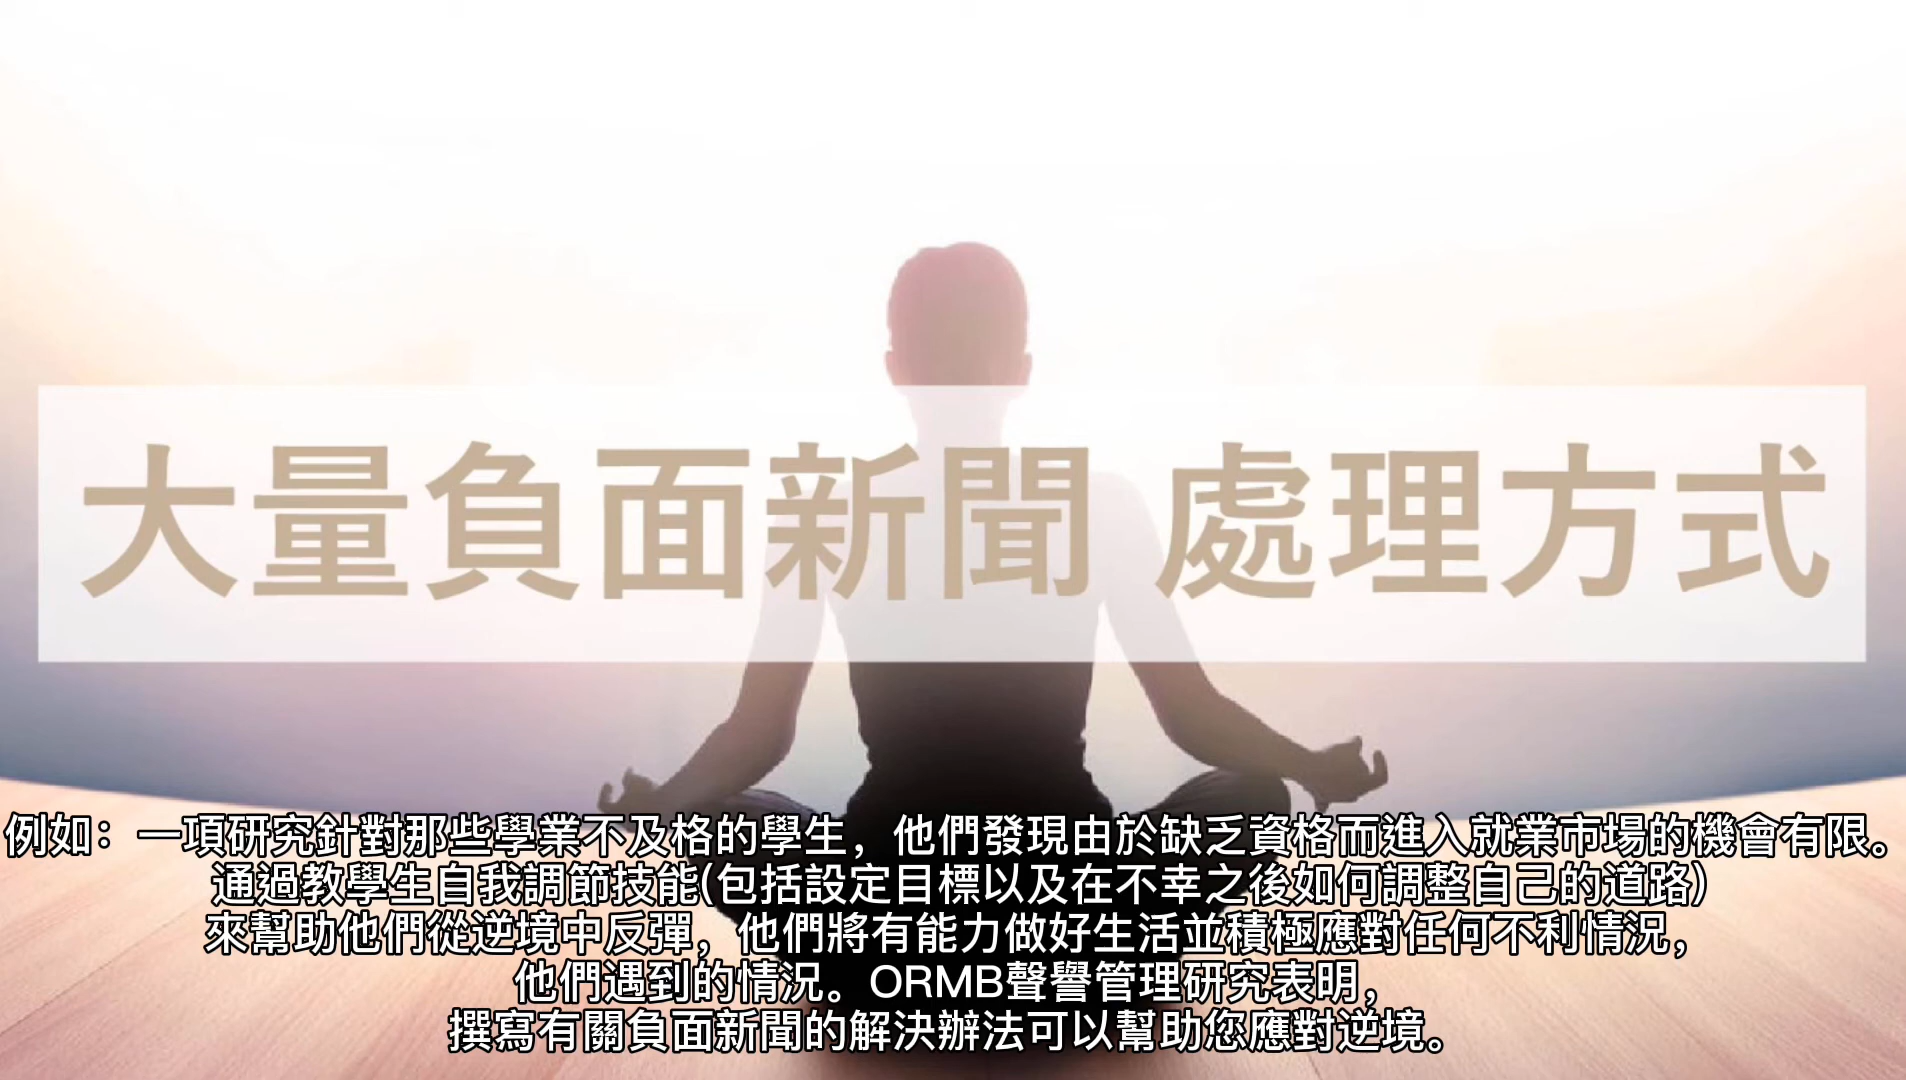 大量負面新聞 處理方式
例如：一項研究針對那些學業不及格的學生，他們發現由於缺乏資格而進入就業市場的機會有限。
通過教學生自我調節技能(包括設定目標以及在不幸之後如何調整自己的道路)
來幫助他們從逆境中反彈，他們將有能力做好生活並積極應對任何不利情況，
他們遇到的情況。ORMB聲譽管理研究表明，
撰寫有關負面新聞的解決辦法可以幫助您應對逆境。